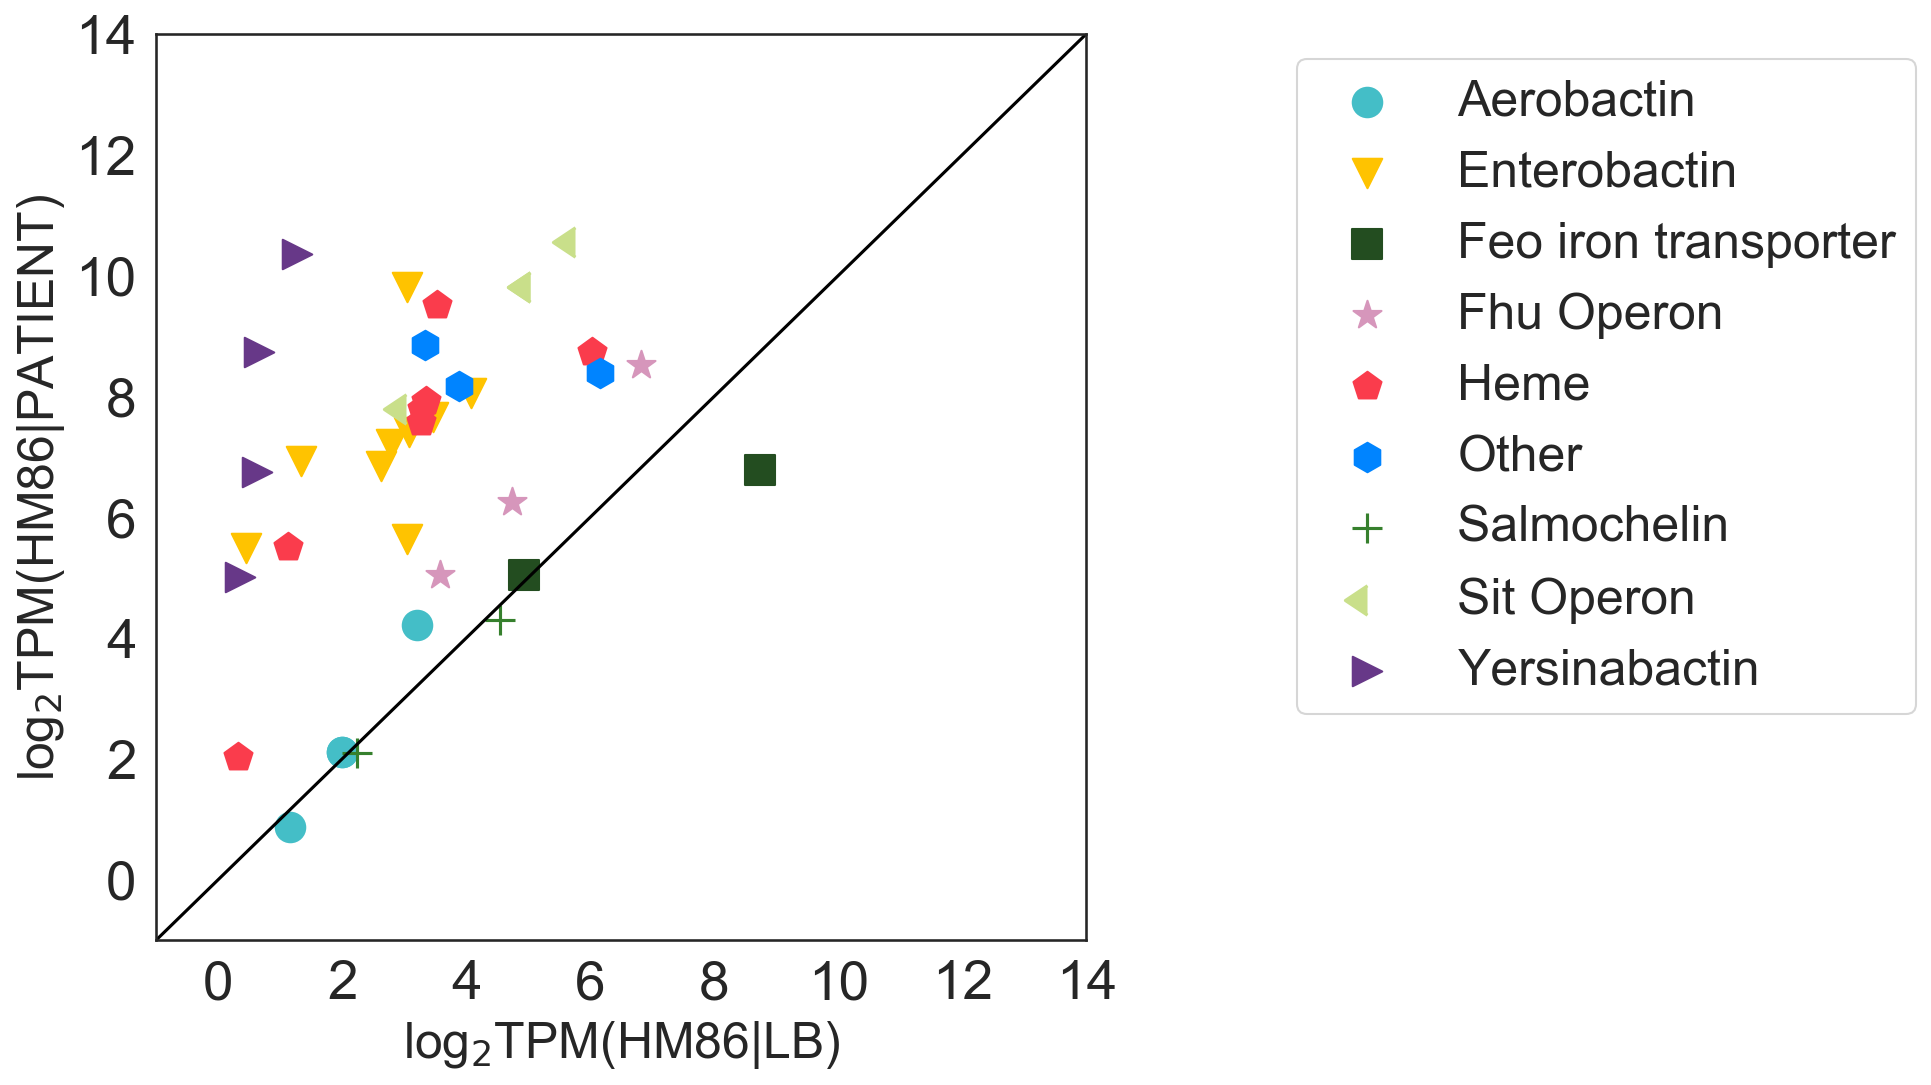 14
12
10
8
6
4
2
0
log₂TPM(HM86|PATIENT)
0 2 4 6 8 10 12 14
log₂TPM(HM86|LB)
Aerobactin
Enterobactin
Feo iron transporter
Fhu Operon
Heme
Other
Salmochelin
Sit Operon
Yersinabactin